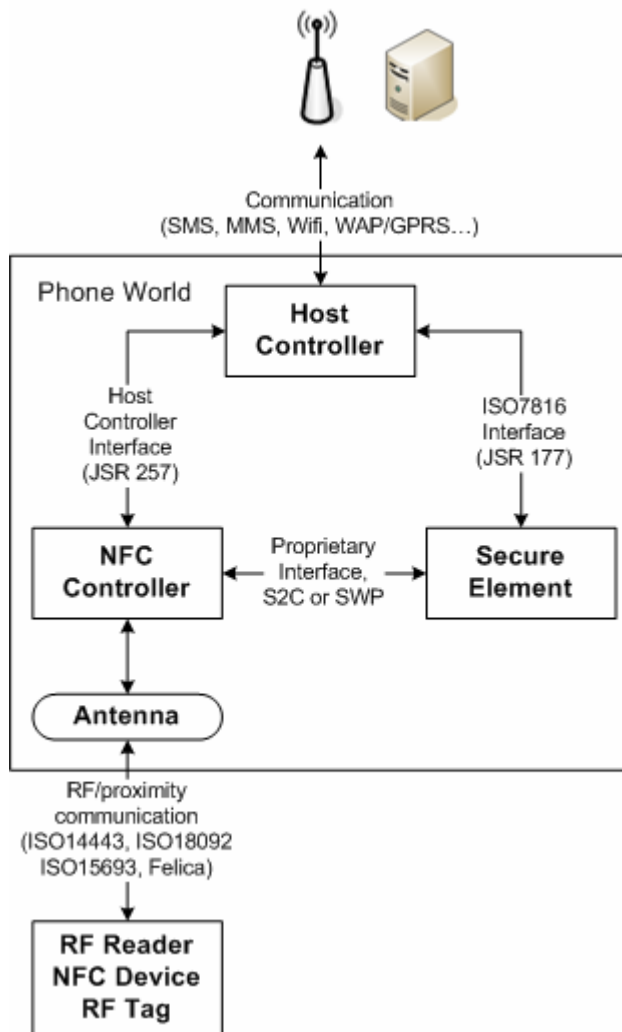 Communication
(SMS, MMS, Wifi, WAP/GPRS...)
Phone World
Host
Controller
Host
Controller
Interface
(JSR 257)
ISO7816
Interface
(JSR 177)
NFC
Controller
Proprietary
Interface,
S2C or SWP
Secure
Element
Antenna
RF/proximity
communication
(ISO14443, ISO18092
ISO15693, Felica)
RF Reader
NFC Device
RF Tag